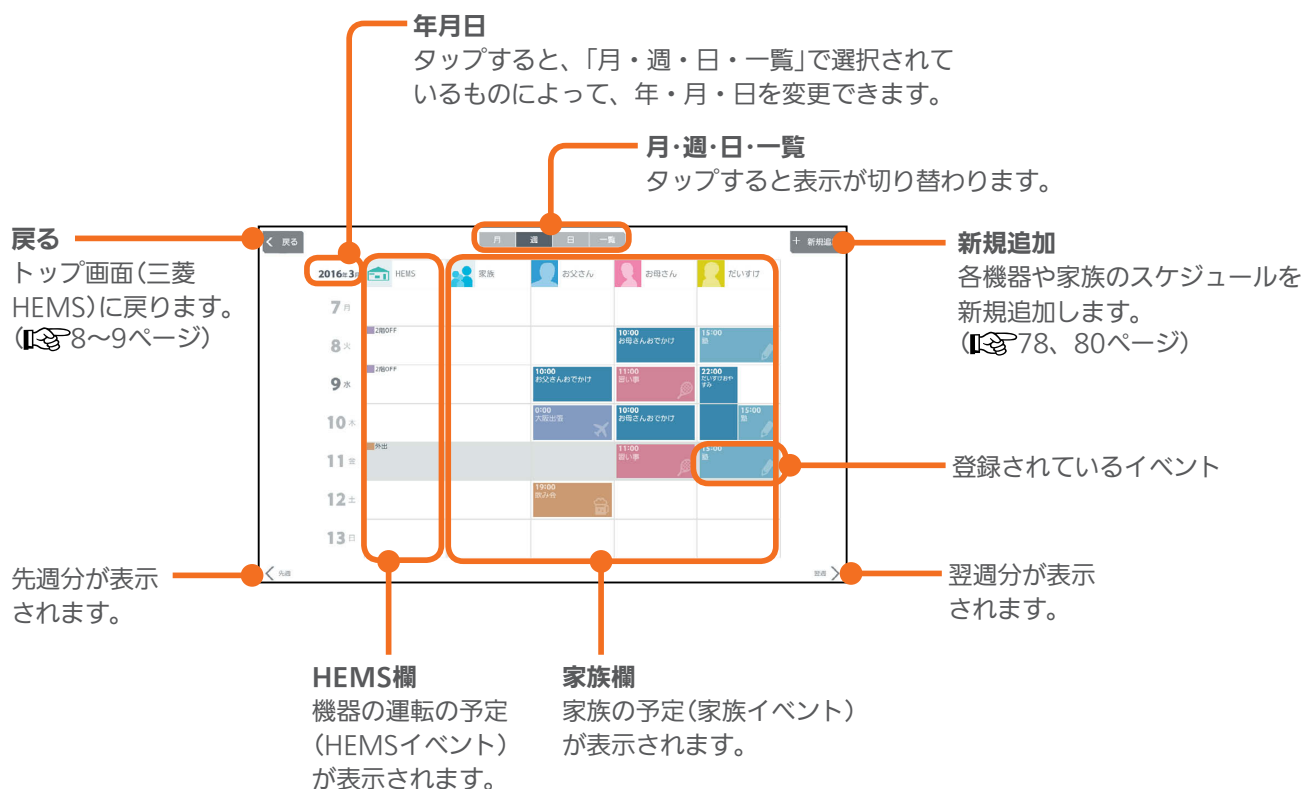 年月日
タップすると、「月・週・日・一覧」で選択されて
いるものによって、年・月・日を変更できます。
月・週・日・一覧
タップすると表示が切り替わります。
戻る
トップ画面(三菱
HEMS)に戻ります。
(8~9ページ)
新規追加
各機器や家族のスケジュールを
新規追加します。
(78、80ページ)
戻る
月 週 日 一覧
+ 新規追
2016年3月
HEMS
家族
お父さん
お母さん
だいすけ
7 月
8 火
2階OFF
10:00
お母さんおでかけ
15:00
塾
9 水
2階OFF
10:00
お父さんおでかけ
11:00
習い事
22:00
だいすけおや
すみ
10 木
0:00
大阪出張
10:00
お母さんおでかけ
15:00
塾
11 金
外出
11:00
習い事
15:00
塾
12 土
19:00
飲み会
13 日
先週
翌週
登録されているイベント
先週分が表示
されます。
翌週分が表示
されます。
HEMS欄
機器の運転の予定
(HEMSイベント)
が表示されます。
家族欄
家族の予定(家族イベント)
が表示されます。